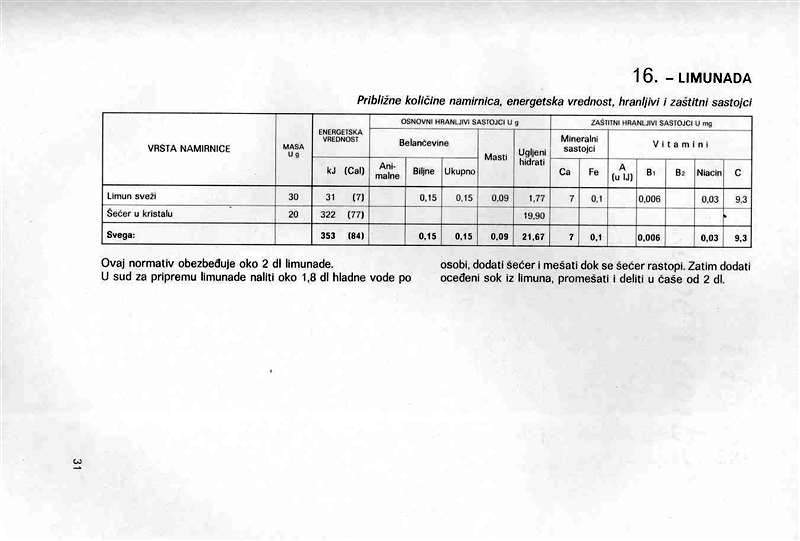 16. – LIMUNADA
Približne količine namirnica, energetska vrednost, hranljivi i zaštitni sastojci
VRSTA NAMIRNICE
MASA
U g
ENERGETSKA
VREDNOST
kJ (Cal)
OSNOVNI HRANLJIVI SASTOJCI U g
Belančevine
Ani-
malne
Biljne
Ukupno
Masti
Ugljeni
hidrati
ZAŠTITNI HRANLJIVI SASTOJCI U mg
Mineralni
sastojci
Ca
Fe
Vitamini
A
(u IJ)
B1
B2
Niacin
C
Limun sveži 30 31 (7) 0,15 0,15 0,09 1,77 7 0,1 0,006 0,03 9,3
Šećer u kristalu 20 322 (77) 19,90
Svega: 353 (84) 0,15 0,15 0,09 21,67 7 0,1 0,006 0,03 9,3
Ovaj normativ obezbeđuje oko 2 dl limunade.
U sud za pripremu limunade naliti oko 1,8 dl hladne vode po
osobi, dodati šećer i mešati dok se šećer rastopi. Zatim dodati
oceđeni sok iz limuna, promešati i deliti u čaše od 2 dl.
31